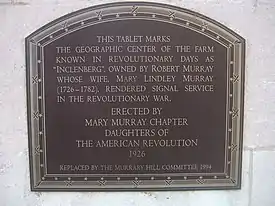 THIS TABLET MARKS
THE GEOGRAPHIC CENTER OF THE FARM
KNOWN IN REVOLUTIONARY DAYS AS
"INCLENBERG", OWNED BY ROBERT MURRAY
WHOSE WIFE, MARY LINDLEY MURRAY
(1726-1782), RENDERED SIGNAL SERVICE
IN THE REVOLUTIONARY WAR.
ERECTED BY
MARY MURRAY CHAPTER
DAUGHTERS OF
THE AMERICAN REVOLUTION
1926
REPLACED BY THE MURRARY HILL COMMITTEE 1994